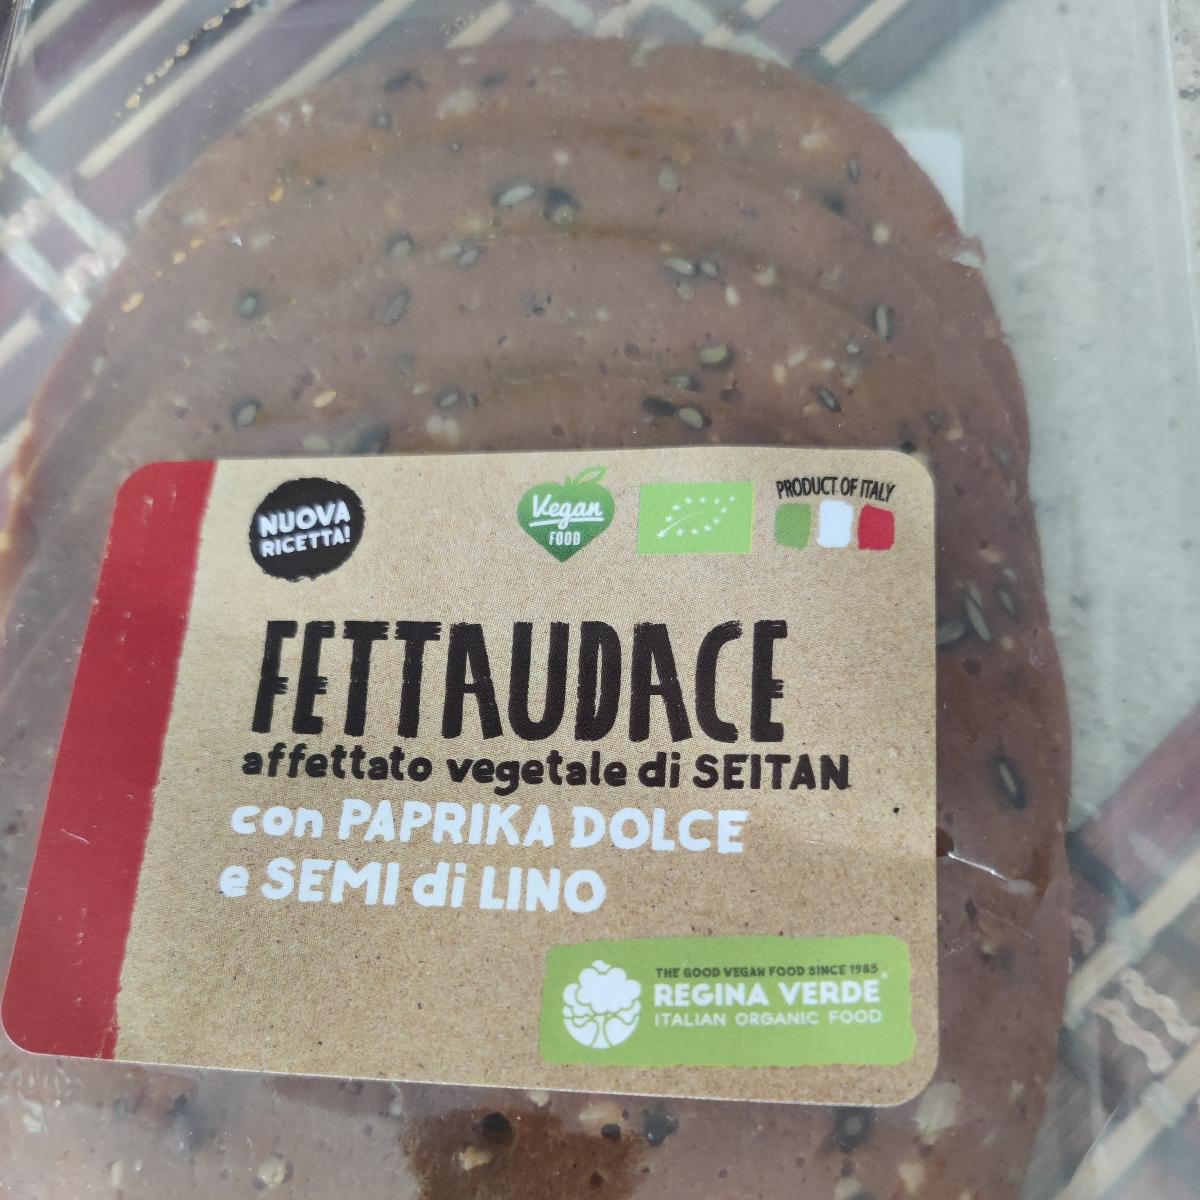 NUOVA
RICETTA!
Vegan
FOOD
PRODUCT OF ITALY
FETTAUDACE
affettato vegetale di SEITAN
con PAPRIKA DOLCE
e SEMI di LINO
THE GOOD VEGAN FOOD SINCE 1985
REGINA VERDE
ITALIAN ORGANIC FOOD